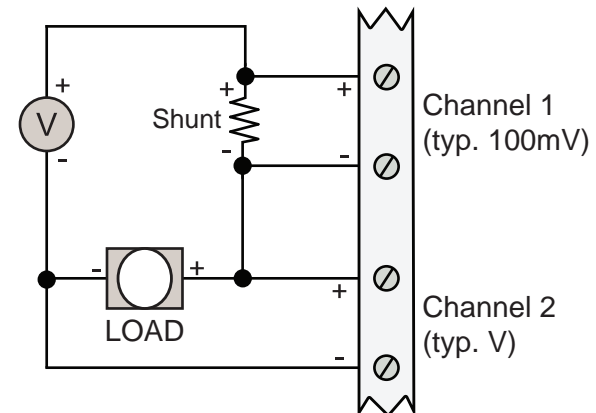 +
V
-
+
Shunt
-
+
-
Channel 1
(typ. 100mV)
-
+
LOAD
+
-
Channel 2
(typ. V)